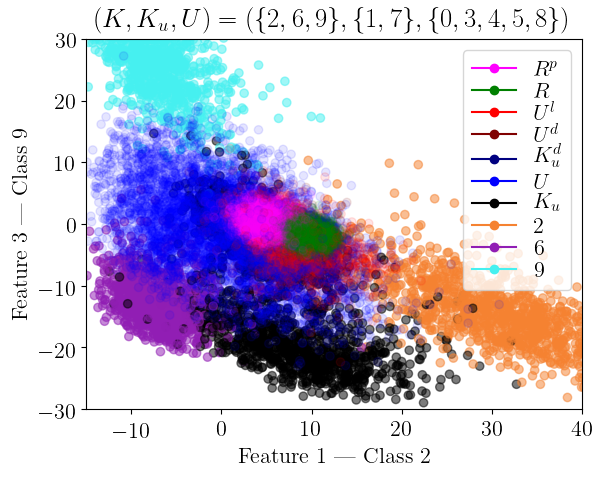 (K, K_u, U) = ({2, 6, 9}, {1, 7}, {0, 3, 4, 5, 8})
30
20
10
0
−10
−20
−30
Feature 3 — Class 9
R^p
R
U^l
U^d
K_u^d
U
K_u
2
6
9
−10 0 10 20 30 40
Feature 1 — Class 2